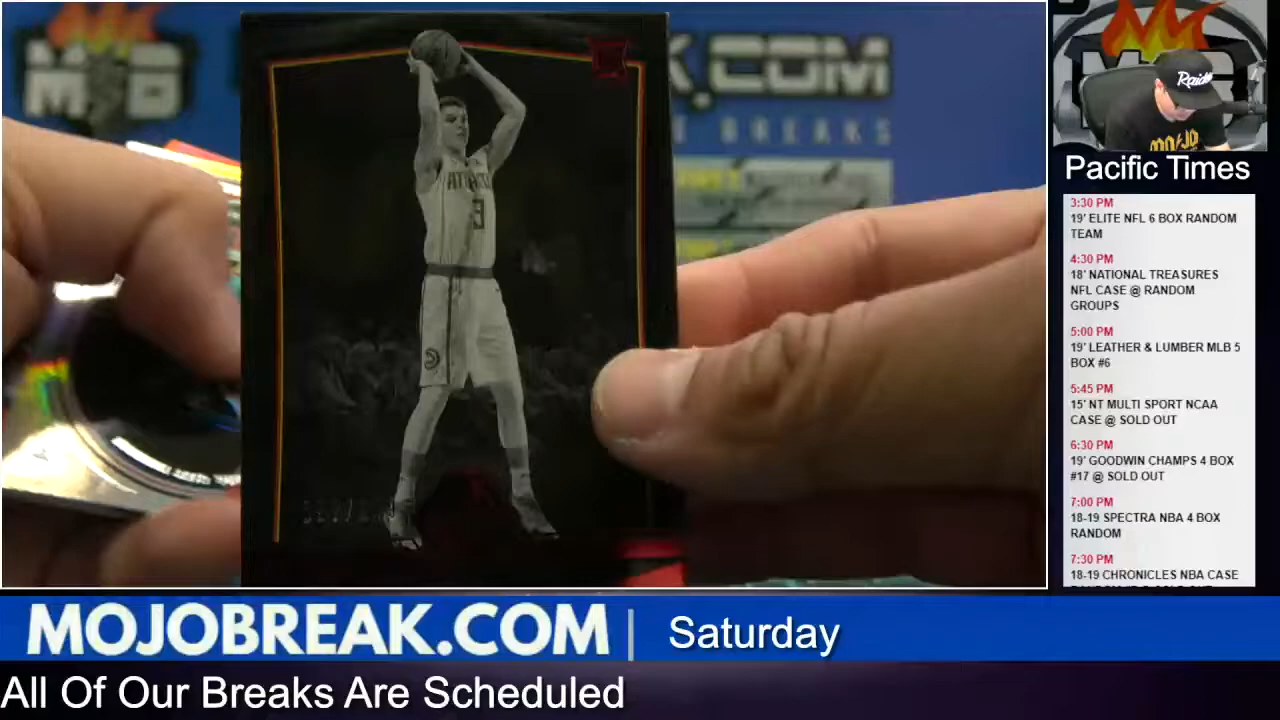 .COM
BREAKS
Raiders
Pacific Times
3:30 PM
19' ELITE NFL 6 BOX RANDOM
TEAM
4:30 PM
18' NATIONAL TREASURES
NFL CASE @ RANDOM
GROUPS
5:00 PM
19' LEATHER & LUMBER MLB 5
BOX #6
5:45 PM
15' NT MULTI SPORT NCAA
CASE @ SOLD OUT
6:30 PM
19' GOODWIN CHAMPS 4 BOX
#17 @ SOLD OUT
7:00 PM
18-19 SPECTRA NBA 4 BOX
RANDOM
7:30 PM
18-19 CHRONICLES NBA CASE
MOJOBREAK.COM | Saturday
All Of Our Breaks Are Scheduled